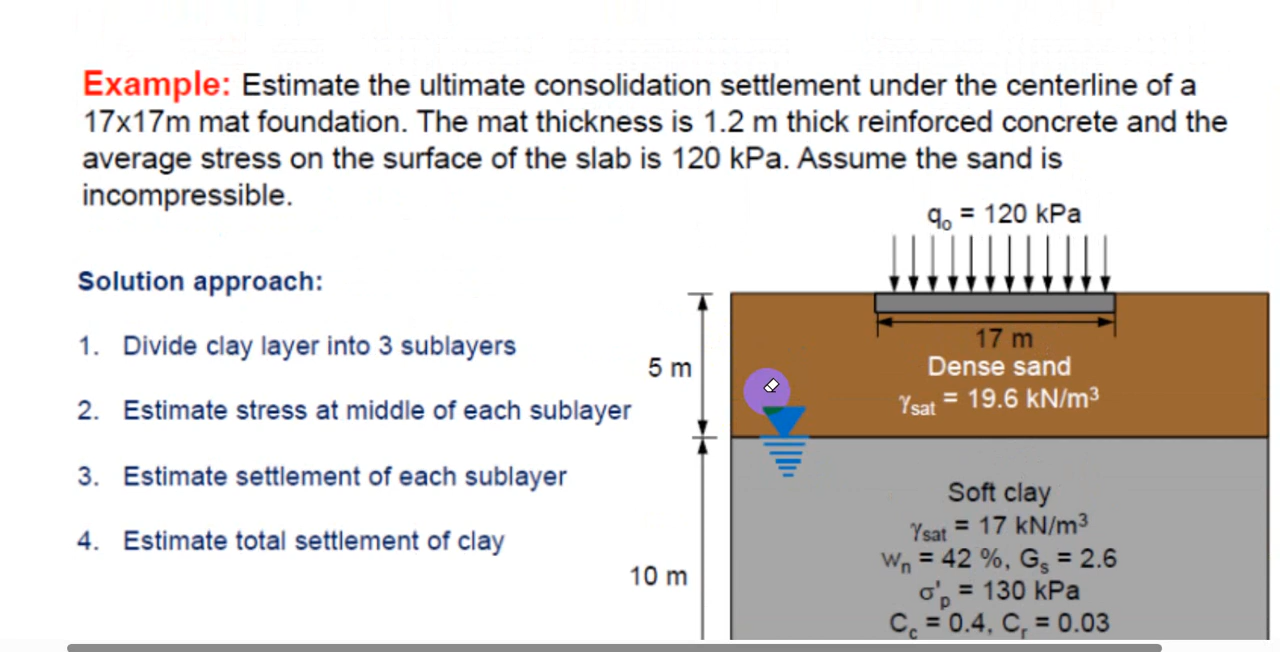 Example: Estimate the ultimate consolidation settlement under the centerline of a
17x17m mat foundation. The mat thickness is 1.2 m thick reinforced concrete and the
average stress on the surface of the slab is 120 kPa. Assume the sand is
incompressible.
qₒ = 120 kPa
Solution approach:
1. Divide clay layer into 3 sublayers
2. Estimate stress at middle of each sublayer
3. Estimate settlement of each sublayer
4. Estimate total settlement of clay
5 m
17 m
Dense sand
γsat = 19.6 kN/m³
10 m
Soft clay
γsat = 17 kN/m³
wₙ = 42 %, Gₛ = 2.6
σ'p = 130 kPa
C꜀ = 0.4, Cᵣ = 0.03